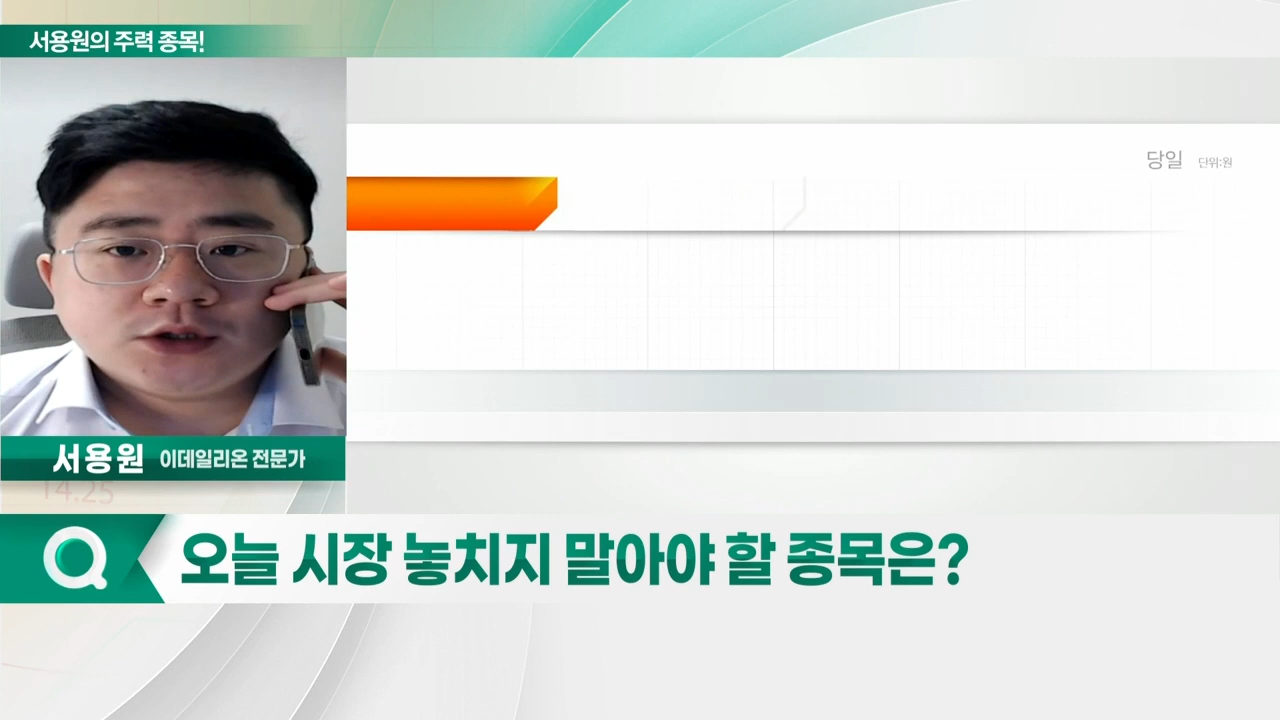 서용원의 주력 종목!
당일 단위:원
서용원 이데일리온 전문가
14.25
Q 오늘 시장 놓치지 말아야 할 종목은?